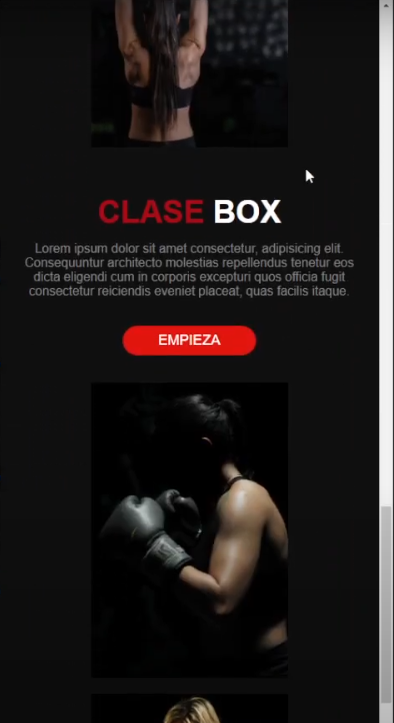 CLASE BOX
Lorem ipsum dolor sit amet consectetur, adipisicing elit.
Consequuntur architecto molestias repellendus tenetur eos
dicta eligendi cum in corporis excepturi quos officia fugit
consectetur reiciendis eveniet placeat, quas facilis itaque.
EMPIEZA